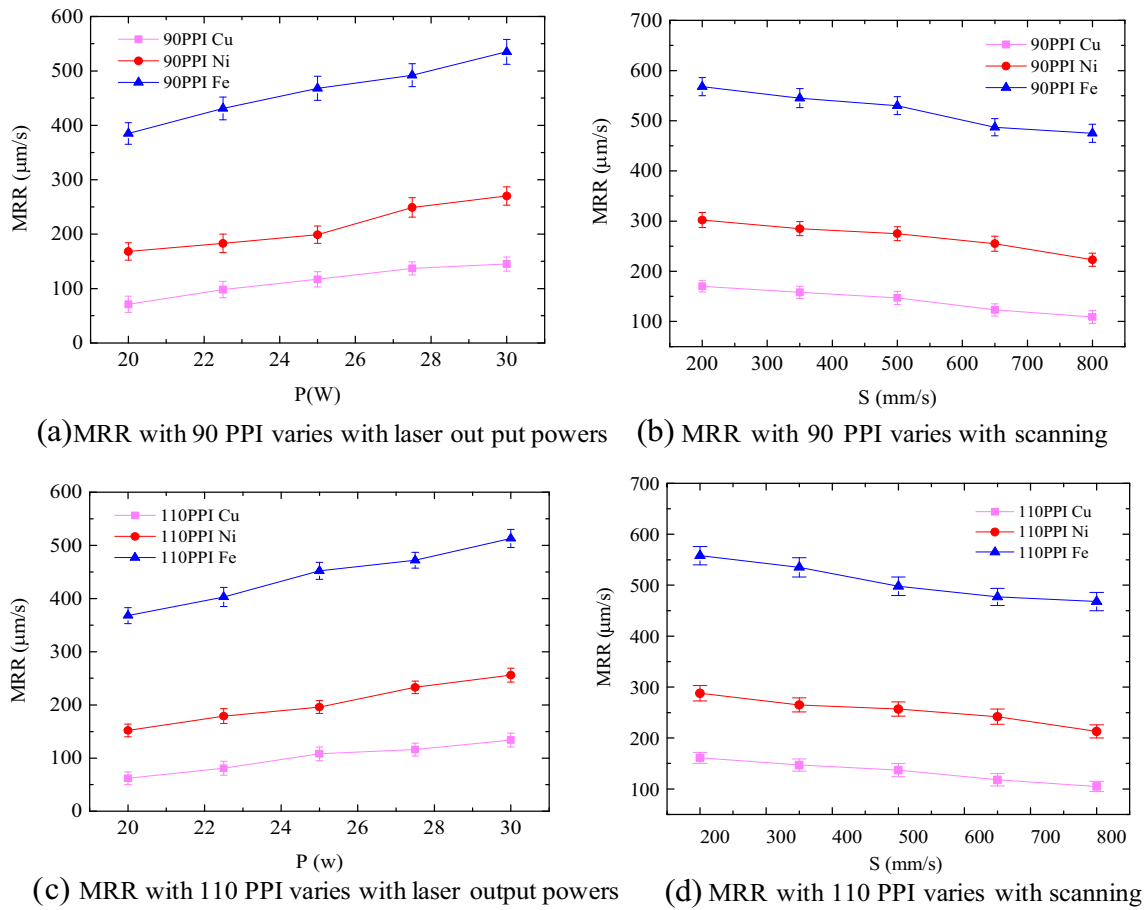 600
500
400
300
200
100
0
MRR (μm/s)
90PPI Cu
90PPI Ni
90PPI Fe
20 22 24 26 28 30
P(W)
(a)MRR with 90 PPI varies with laser out put powers
700
600
500
400
300
200
100
MRR (μm/s)
90PPI Cu
90PPI Ni
90PPI Fe
200 300 400 500 600 700 800
S (mm/s)
(b) MRR with 90 PPI varies with scanning
600
500
400
300
200
100
0
MRR (μm/s)
110PPI Cu
110PPI Ni
110PPI Fe
20 22 24 26 28 30
P (w)
(c) MRR with 110 PPI varies with laser output powers
700
600
500
400
300
200
100
MRR (μm/s)
110PPI Cu
110PPI Ni
110PPI Fe
200 300 400 500 600 700 800
S (mm/s)
(d) MRR with 110 PPI varies with scanning